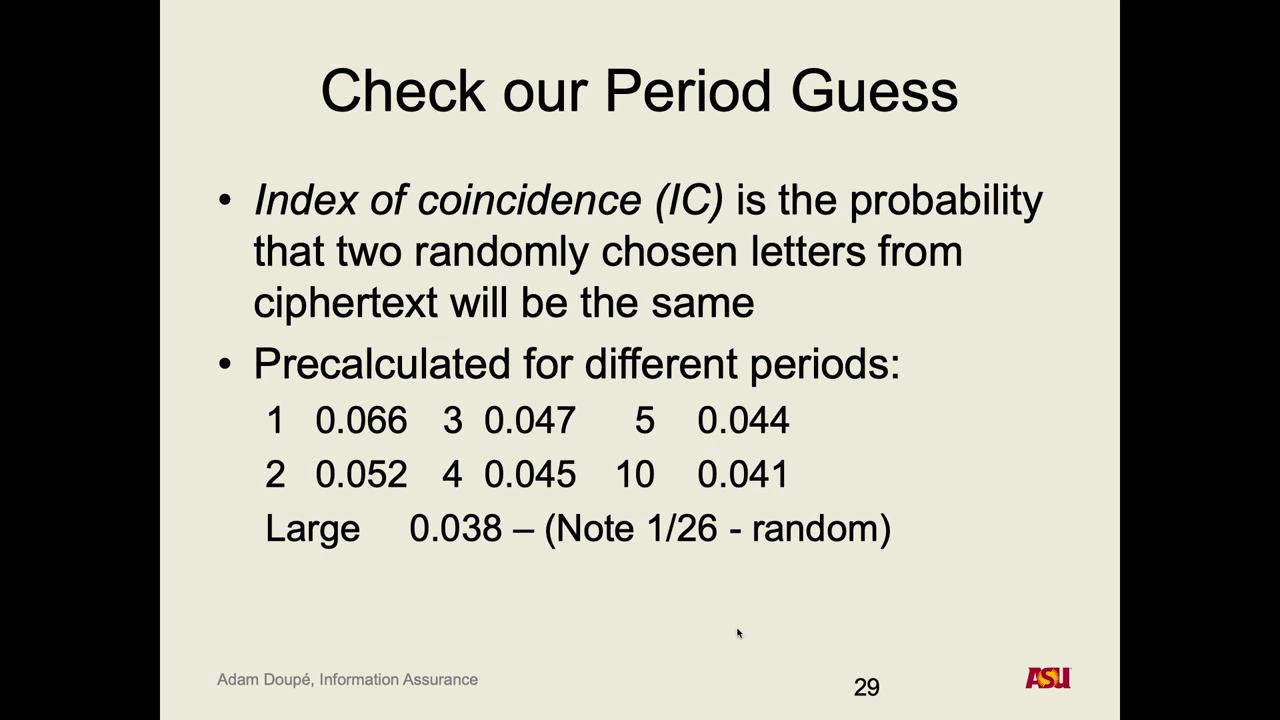 Check our Period Guess
• Index of coincidence (IC) is the probability
that two randomly chosen letters from
ciphertext will be the same
• Precalculated for different periods:
1 0.066 3 0.047 5 0.044
2 0.052 4 0.045 10 0.041
Large 0.038 – (Note 1/26 - random)
Adam Doupé, Information Assurance
29
ASU